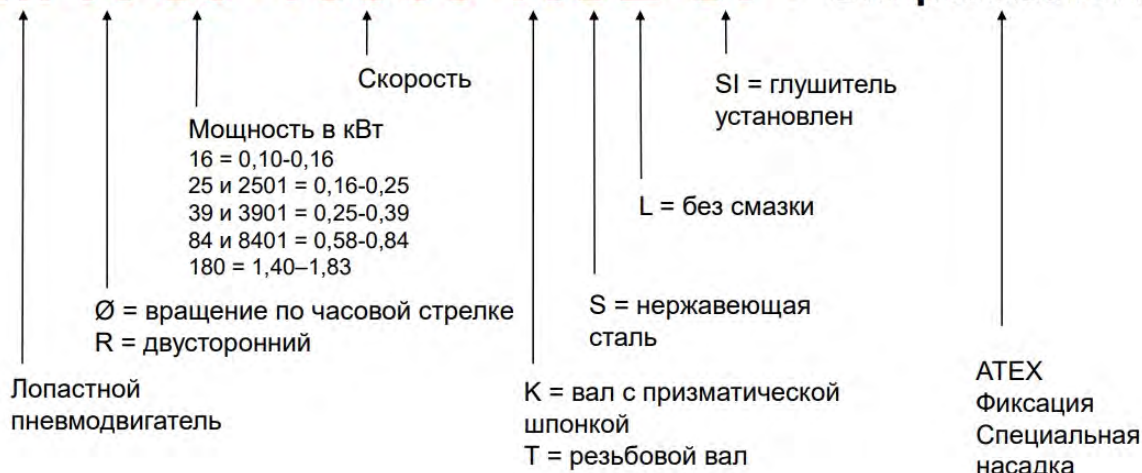 Скорость
SI = глушитель
установлен
Мощность в кВт
16 = 0,10-0,16
25 и 2501 = 0,16-0,25
39 и 3901 = 0,25-0,39
84 и 8401 = 0,58-0,84
180 = 1,40–1,83
L = без смазки
Ø = вращение по часовой стрелке
R = двусторонний
S = нержавеющая
сталь
Лопастной
пневмодвигатель
K = вал с призматической
шпонкой
T = резьбовой вал
ATEX
Фиксация
Специальная
насадка